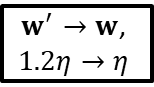 w′ → w,
1.2η → η